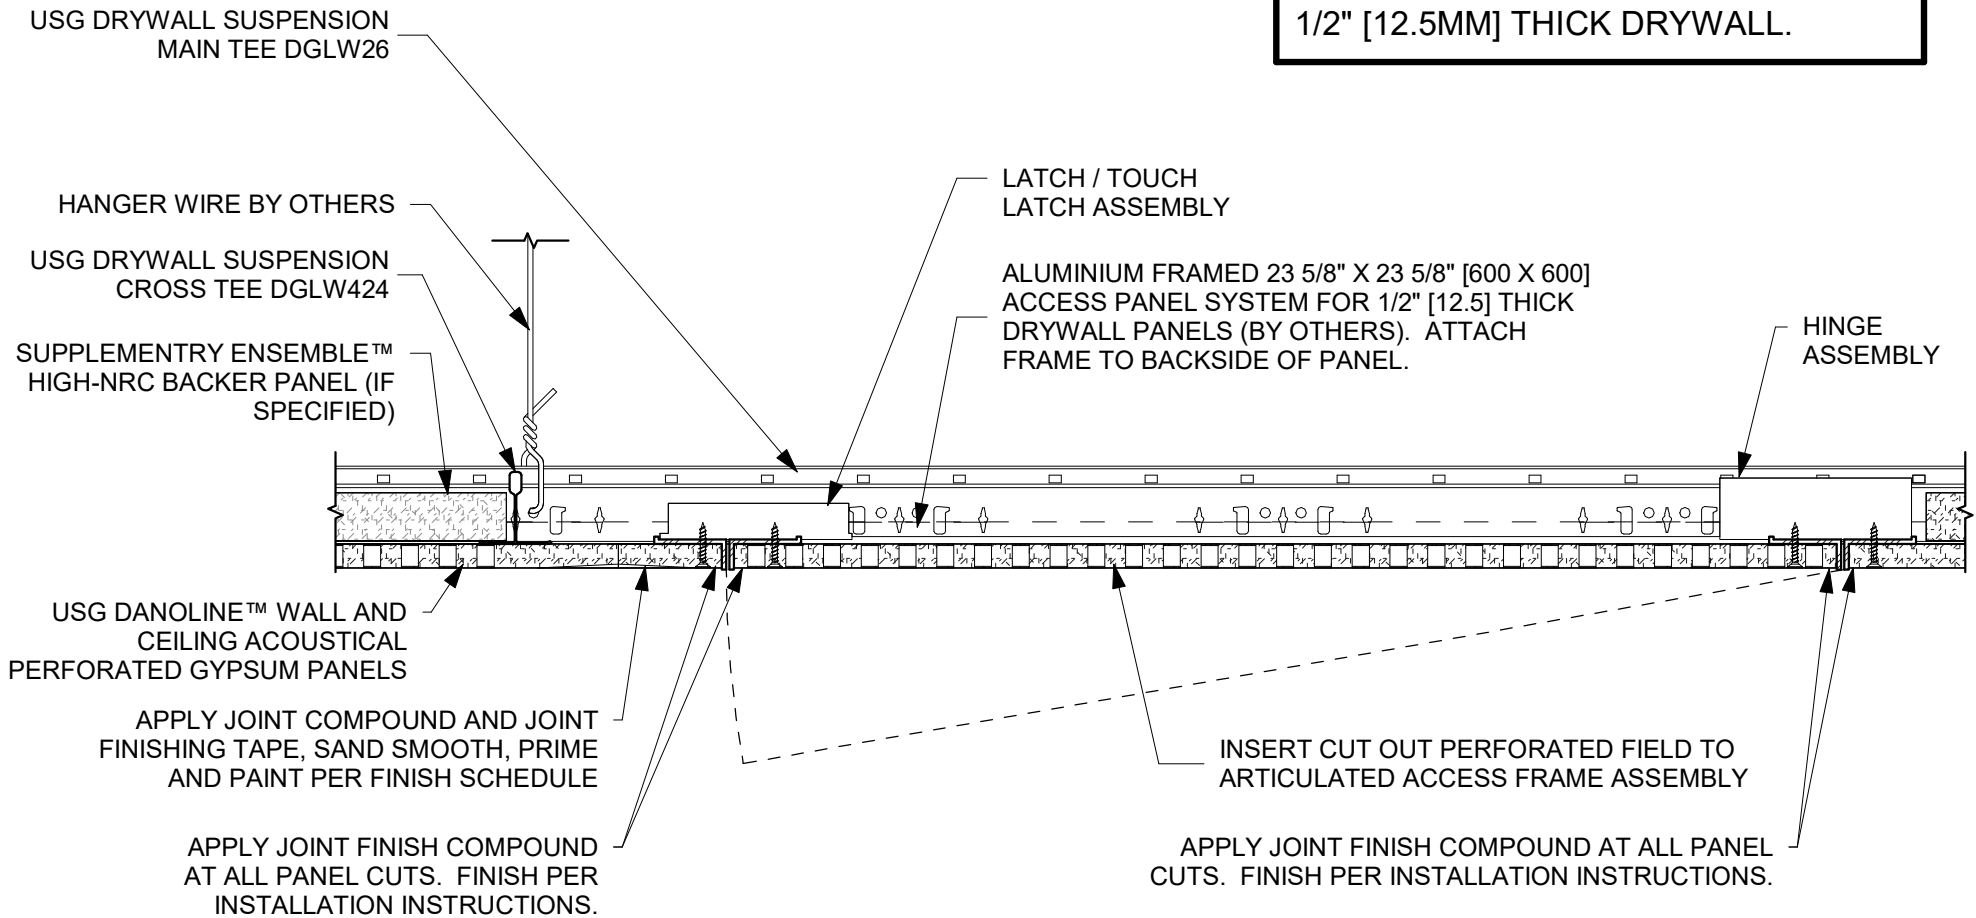 USG DRYWALL SUSPENSION
MAIN TEE DGLW26
1/2" [12.5MM] THICK DRYWALL.
HANGER WIRE BY OTHERS
LATCH / TOUCH
LATCH ASSEMBLY
USG DRYWALL SUSPENSION
CROSS TEE DGLW424
ALUMINIUM FRAMED 23 5/8" X 23 5/8" [600 X 600]
ACCESS PANEL SYSTEM FOR 1/2" [12.5] THICK
DRYWALL PANELS (BY OTHERS). ATTACH
FRAME TO BACKSIDE OF PANEL.
HINGE
ASSEMBLY
SUPPLEMENTRY ENSEMBLE™
HIGH-NRC BACKER PANEL (IF
SPECIFIED)
USG DANOLINE™ WALL AND
CEILING ACOUSTICAL
PERFORATED GYPSUM PANELS
APPLY JOINT COMPOUND AND JOINT
FINISHING TAPE, SAND SMOOTH, PRIME
AND PAINT PER FINISH SCHEDULE
INSERT CUT OUT PERFORATED FIELD TO
ARTICULATED ACCESS FRAME ASSEMBLY
APPLY JOINT FINISH COMPOUND
AT ALL PANEL CUTS. FINISH PER
INSTALLATION INSTRUCTIONS.
APPLY JOINT FINISH COMPOUND AT ALL PANEL
CUTS. FINISH PER INSTALLATION INSTRUCTIONS.